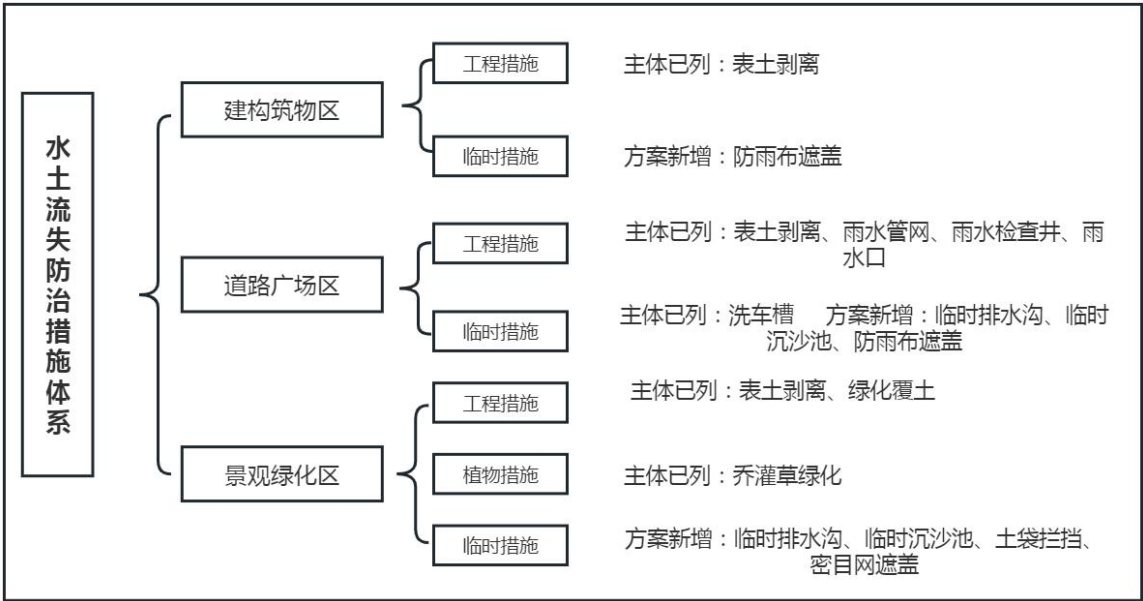 水土流失防治措施体系
建构筑物区
工程措施
主体已列：表土剥离
临时措施
方案新增：防雨布遮盖
道路广场区
工程措施
主体已列：表土剥离、雨水管网、雨水检查井、雨
水口
临时措施
主体已列：洗车槽 方案新增：临时排水沟、临时
沉沙池、防雨布遮盖
景观绿化区
工程措施
主体已列：表土剥离、绿化覆土
植物措施
主体已列：乔灌草绿化
临时措施
方案新增：临时排水沟、临时沉沙池、土袋拦挡、
密目网遮盖